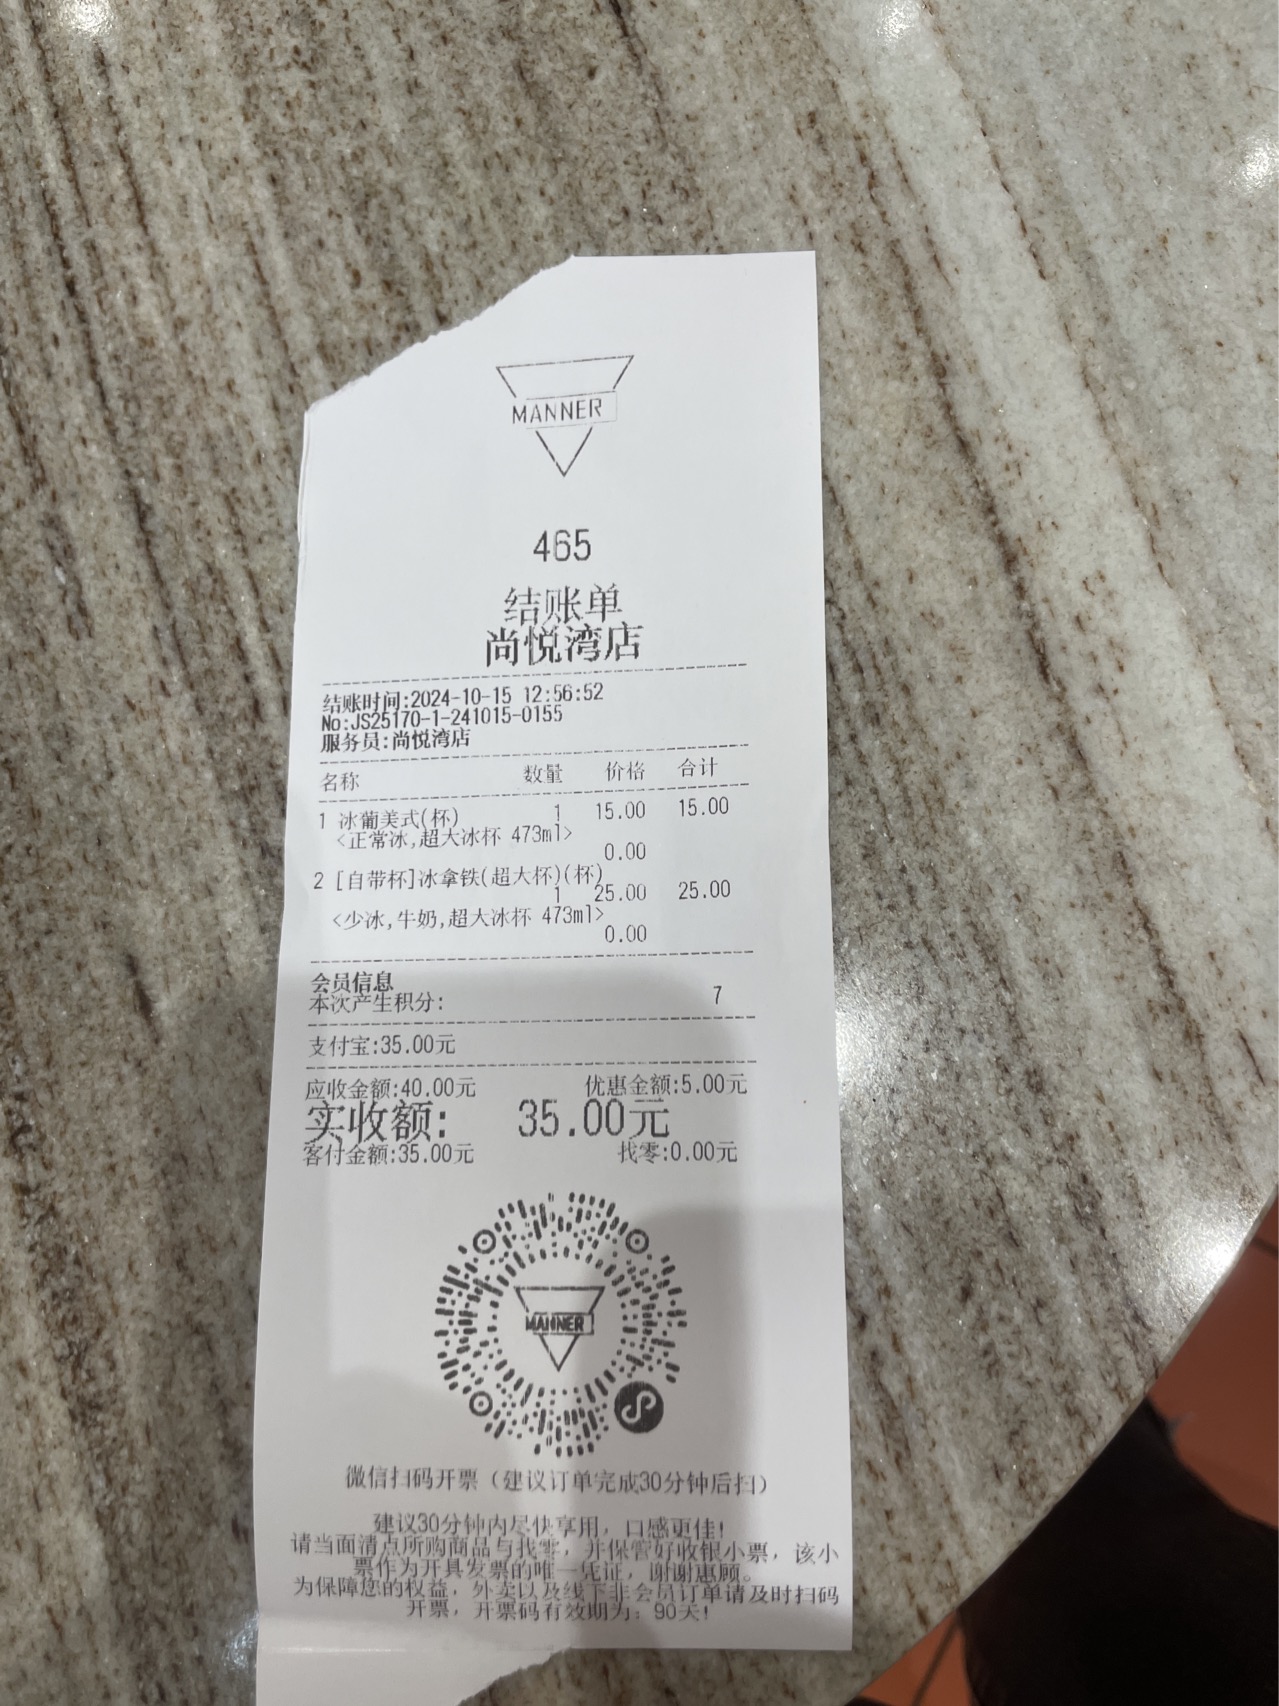 MANNER
465
结账单
尚悦湾店
结账时间:2024-10-15 12:56:52
No:JS25170-1-241015-0155
服务员:尚悦湾店
名称 数量 价格 合计
1 冰葡美式(杯) 1 15.00 15.00
<正常冰,超大冰杯 473ml>
0.00
2 [自带杯]冰拿铁(超大杯)(杯)
1 25.00 25.00
<少冰,牛奶,超大冰杯 473ml>
0.00
会员信息
本次产生积分: 7
支付宝:35.00元
应收金额:40.00元 优惠金额:5.00元
实收额: 35.00元
客付金额:35.00元 找零:0.00元
MANNER
微信扫码开票（建议订单完成30分钟后扫）
建议30分钟内尽快享用，口感更佳!
请当面清点所购商品与找零，并保管好收银小票，该小
票作为开具发票的唯一凭证，谢谢惠顾。
为保障您的权益，外卖以及线下非会员订单请及时扫码
开票，开票码有效期为：90天!